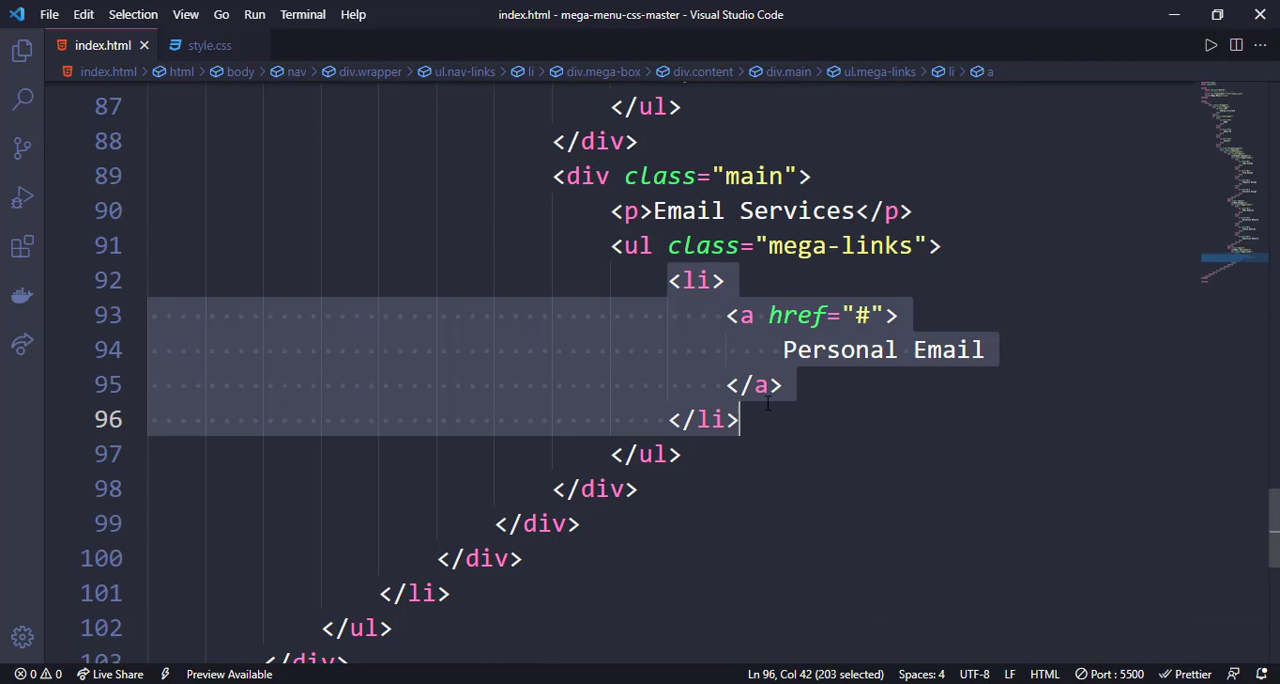 File Edit Selection View Go Run Terminal Help index.html - mega-menu-css-master - Visual Studio Code
index.html style.css
index.html html body nav div.wrapper ul.nav-links li div.mega-box div.content div.main ul.mega-links li a
87 </ul>
88 </div>
89 <div class="main">
90 <p>Email Services</p>
91 <ul class="mega-links">
92 <li>
93 <a href="#">
94 Personal Email
95 </a>
96 </li>
97 </ul>
98 </div>
99 </div>
100 </div>
101 </li>
102 </ul>
103 </div>
0 0 Live Share Preview Available Ln 96, Col 42 (203 selected) Spaces: 4 UTF-8 LF HTML Port : 5500 Prettier